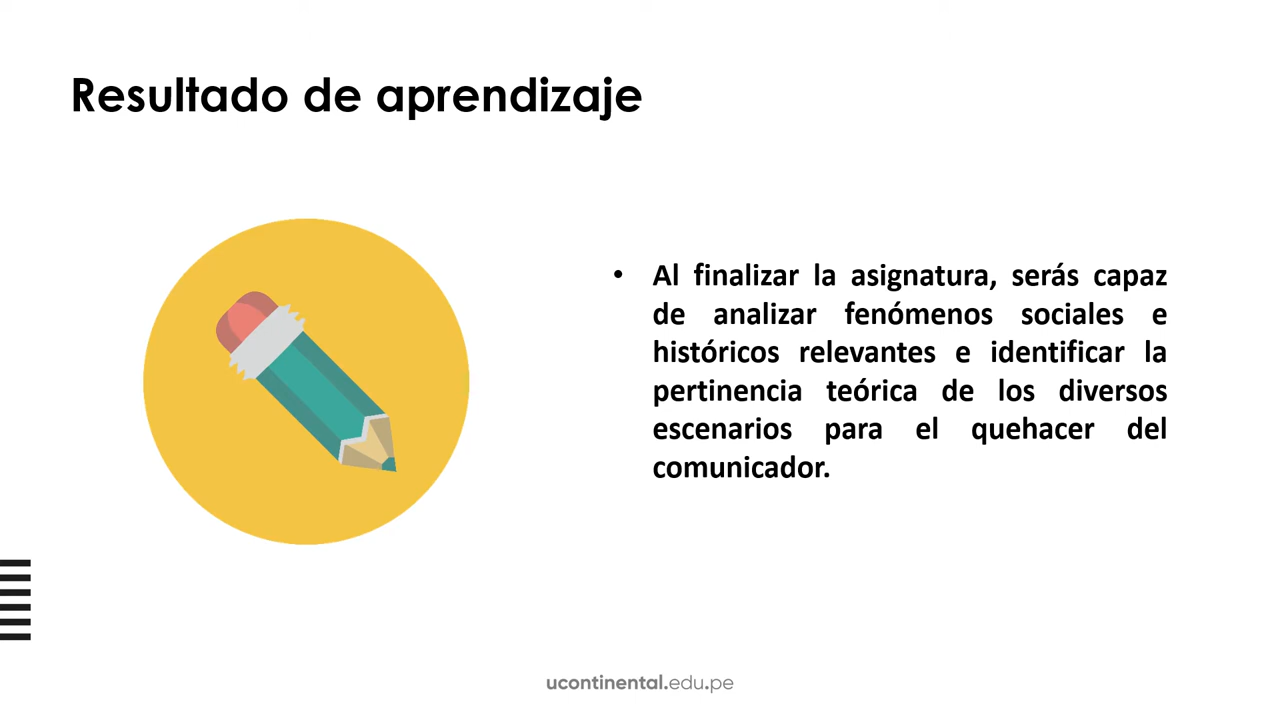 Resultado de aprendizaje
• Al finalizar la asignatura, serás capaz
de analizar fenómenos sociales e
históricos relevantes e identificar la
pertinencia teórica de los diversos
escenarios para el quehacer del
comunicador.
ucontinental.edu.pe